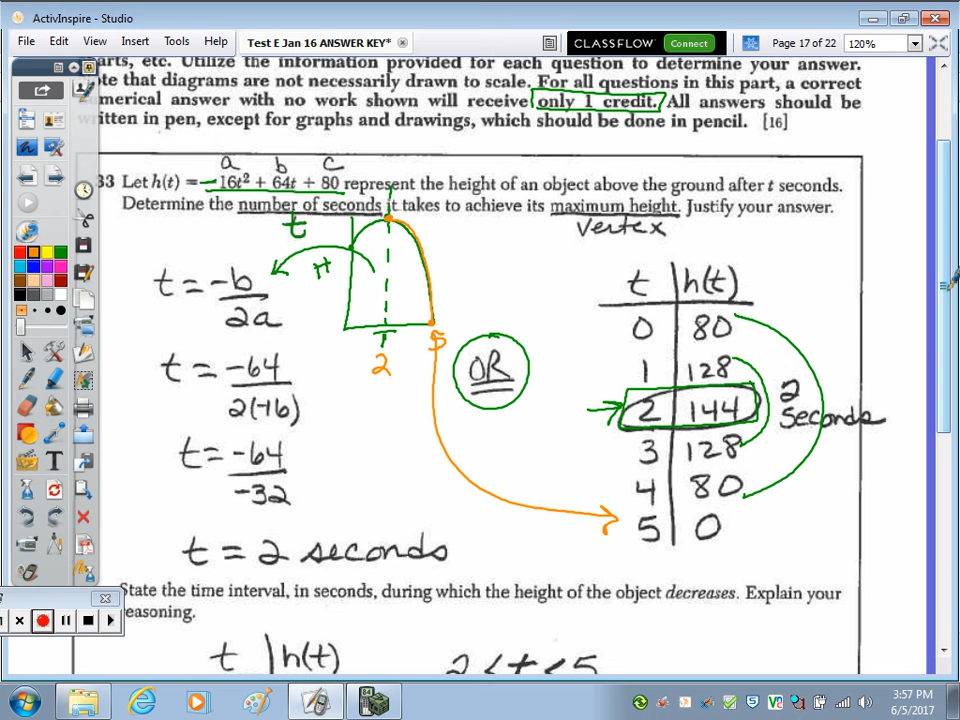 ActivInspire - Studio
File Edit View Insert Tools Help Test E Jan 16 ANSWER KEY* CLASSFLOW Connect Page 17 of 22 120%
arts, etc. Utilize the information provided for each question to determine your answer.
ote that diagrams are not necessarily drawn to scale. For all questions in this part, a correct
umerical answer with no work shown will receive only 1 credit. All answers should be
written in pen, except for graphs and drawings, which should be done in pencil. [16]
a b c
33 Let h(t) = −16t² + 64t + 80 represent the height of an object above the ground after t seconds.
Determine the number of seconds it takes to achieve its maximum height. Justify your answer.
t vertex
H
t = -b/2a
t = -64/2(-16)
t = -64/-32
t = 2 seconds
T
2
5
OR
t h(t)
0 80
1 128
2 144
3 128
4 80
5 0
2
Seconds
State the time interval, in seconds, during which the height of the object decreases. Explain your
reasoning.
t h(t) 2 < t < 5
3:57 PM
6/5/2017